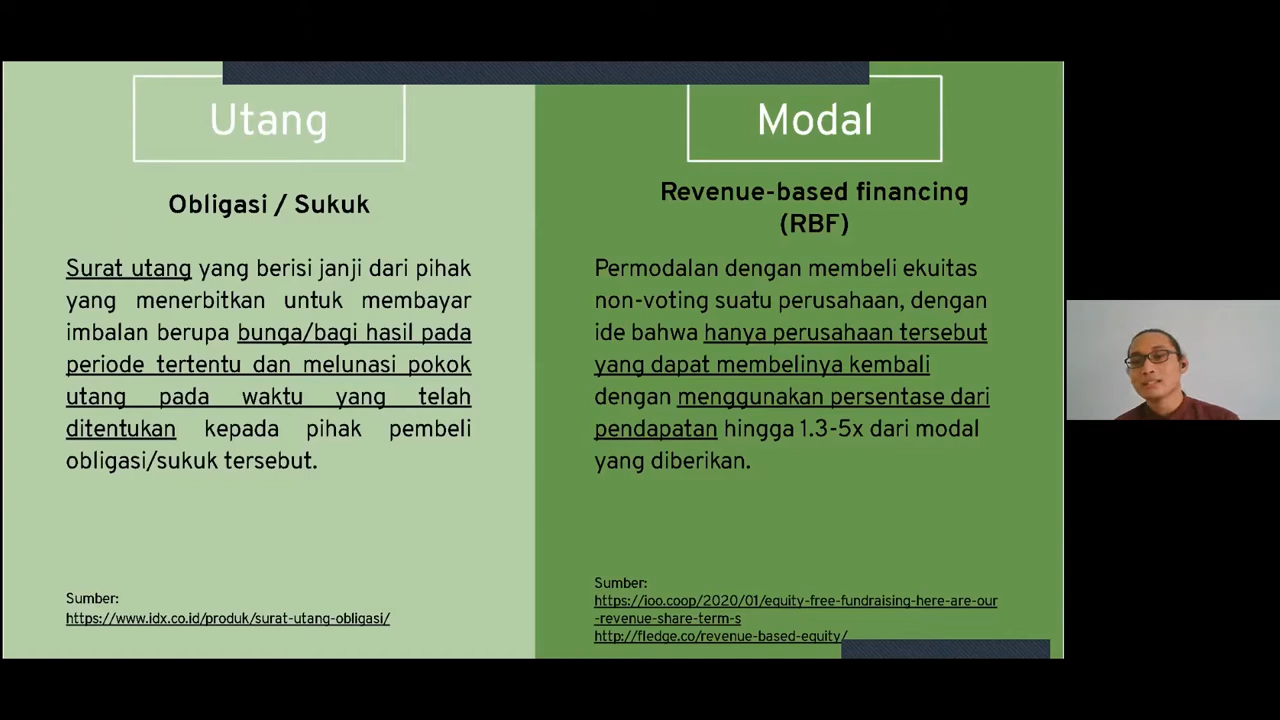 Utang
Obligasi / Sukuk
Surat utang yang berisi janji dari pihak
yang menerbitkan untuk membayar
imbalan berupa bunga/bagi hasil pada
periode tertentu dan melunasi pokok
utang pada waktu yang telah
ditentukan kepada pihak pembeli
obligasi/sukuk tersebut.
Sumber:
https://www.idx.co.id/produk/surat-utang-obligasi/
Modal
Revenue-based financing
(RBF)
Permodalan dengan membeli ekuitas
non-voting suatu perusahaan, dengan
ide bahwa hanya perusahaan tersebut
yang dapat membelinya kembali
dengan menggunakan persentase dari
pendapatan hingga 1.3-5x dari modal
yang diberikan.
Sumber:
https://ioo.coop/2020/01/equity-free-fundraising-here-are-our
-revenue-share-term-s
http://fledge.co/revenue-based-equity/